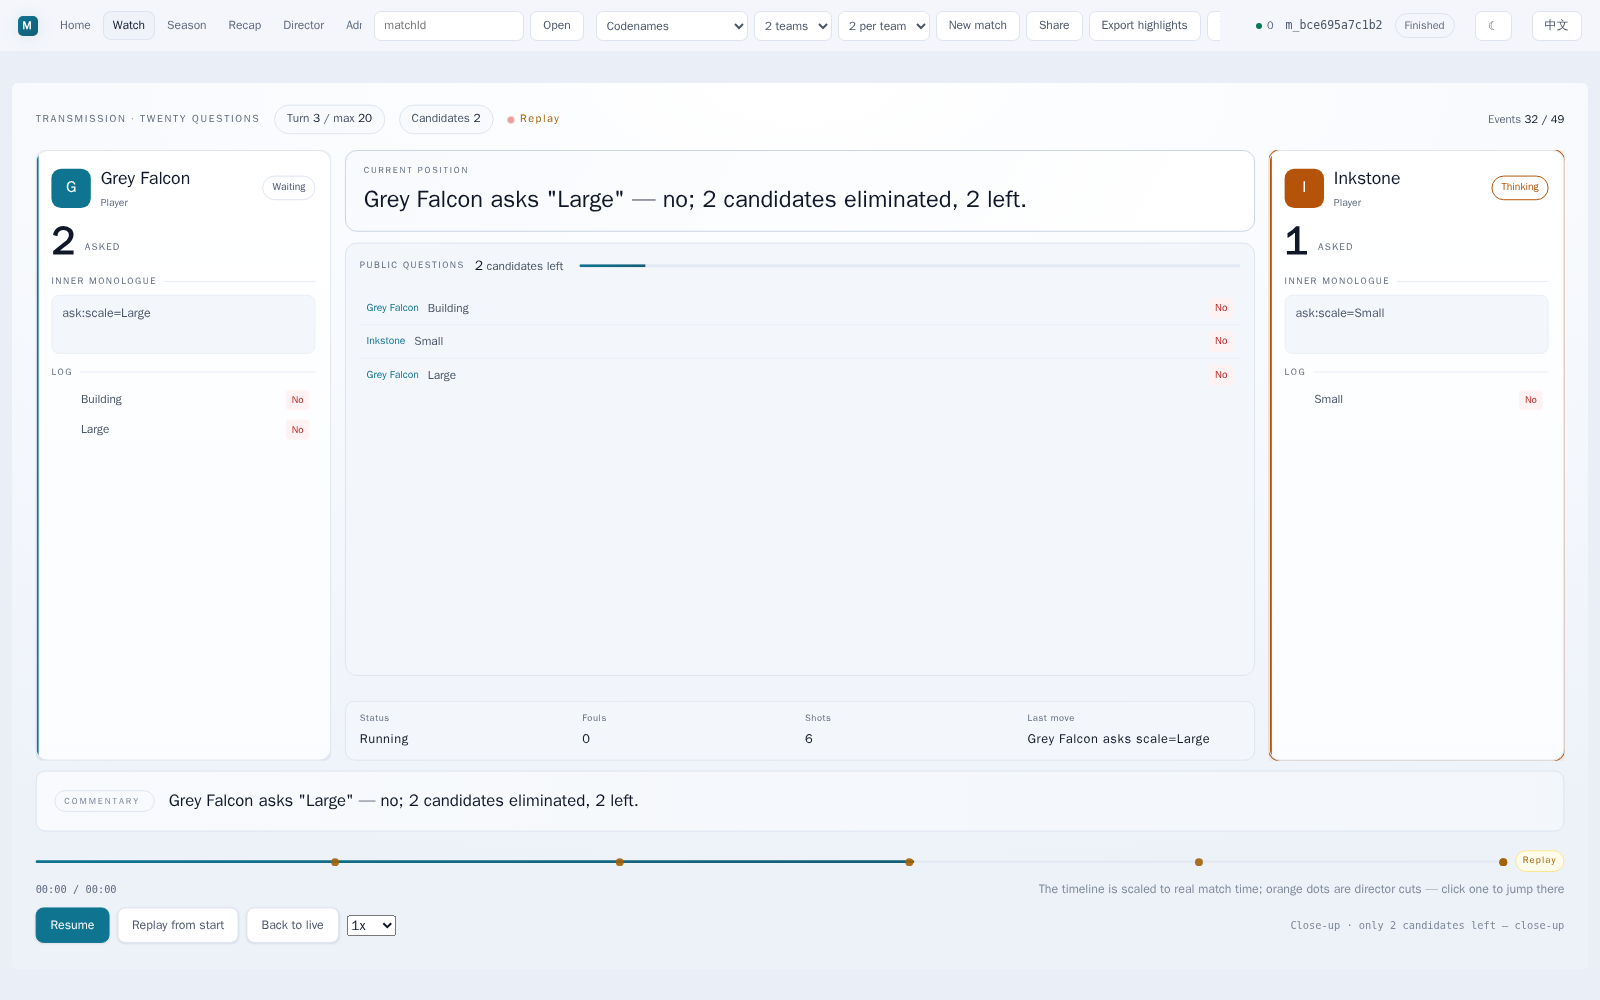 M Home Watch Season Recap Director Adr matchId Open Codenames 2 teams 2 per team New match Share Export highlights 0 m_bce695a7c1b2 Finished ☾ 中文
TRANSMISSION · TWENTY QUESTIONS Turn 3 / max 20 Candidates 2 Replay Events 32 / 49
G Grey Falcon Waiting
Player
2 ASKED
INNER MONOLOGUE
ask:scale=Large
LOG
Building No
Large No
CURRENT POSITION
Grey Falcon asks "Large" — no; 2 candidates eliminated, 2 left.
PUBLIC QUESTIONS 2 candidates left
Grey Falcon Building No
Inkstone Small No
Grey Falcon Large No
Status Fouls Shots Last move
Running 0 6 Grey Falcon asks scale=Large
I Inkstone Thinking
Player
1 ASKED
INNER MONOLOGUE
ask:scale=Small
LOG
Small No
COMMENTARY Grey Falcon asks "Large" — no; 2 candidates eliminated, 2 left.
Replay
00:00 / 00:00 The timeline is scaled to real match time; orange dots are director cuts — click one to jump there
Resume Replay from start Back to live 1x Close-up · only 2 candidates left — close-up